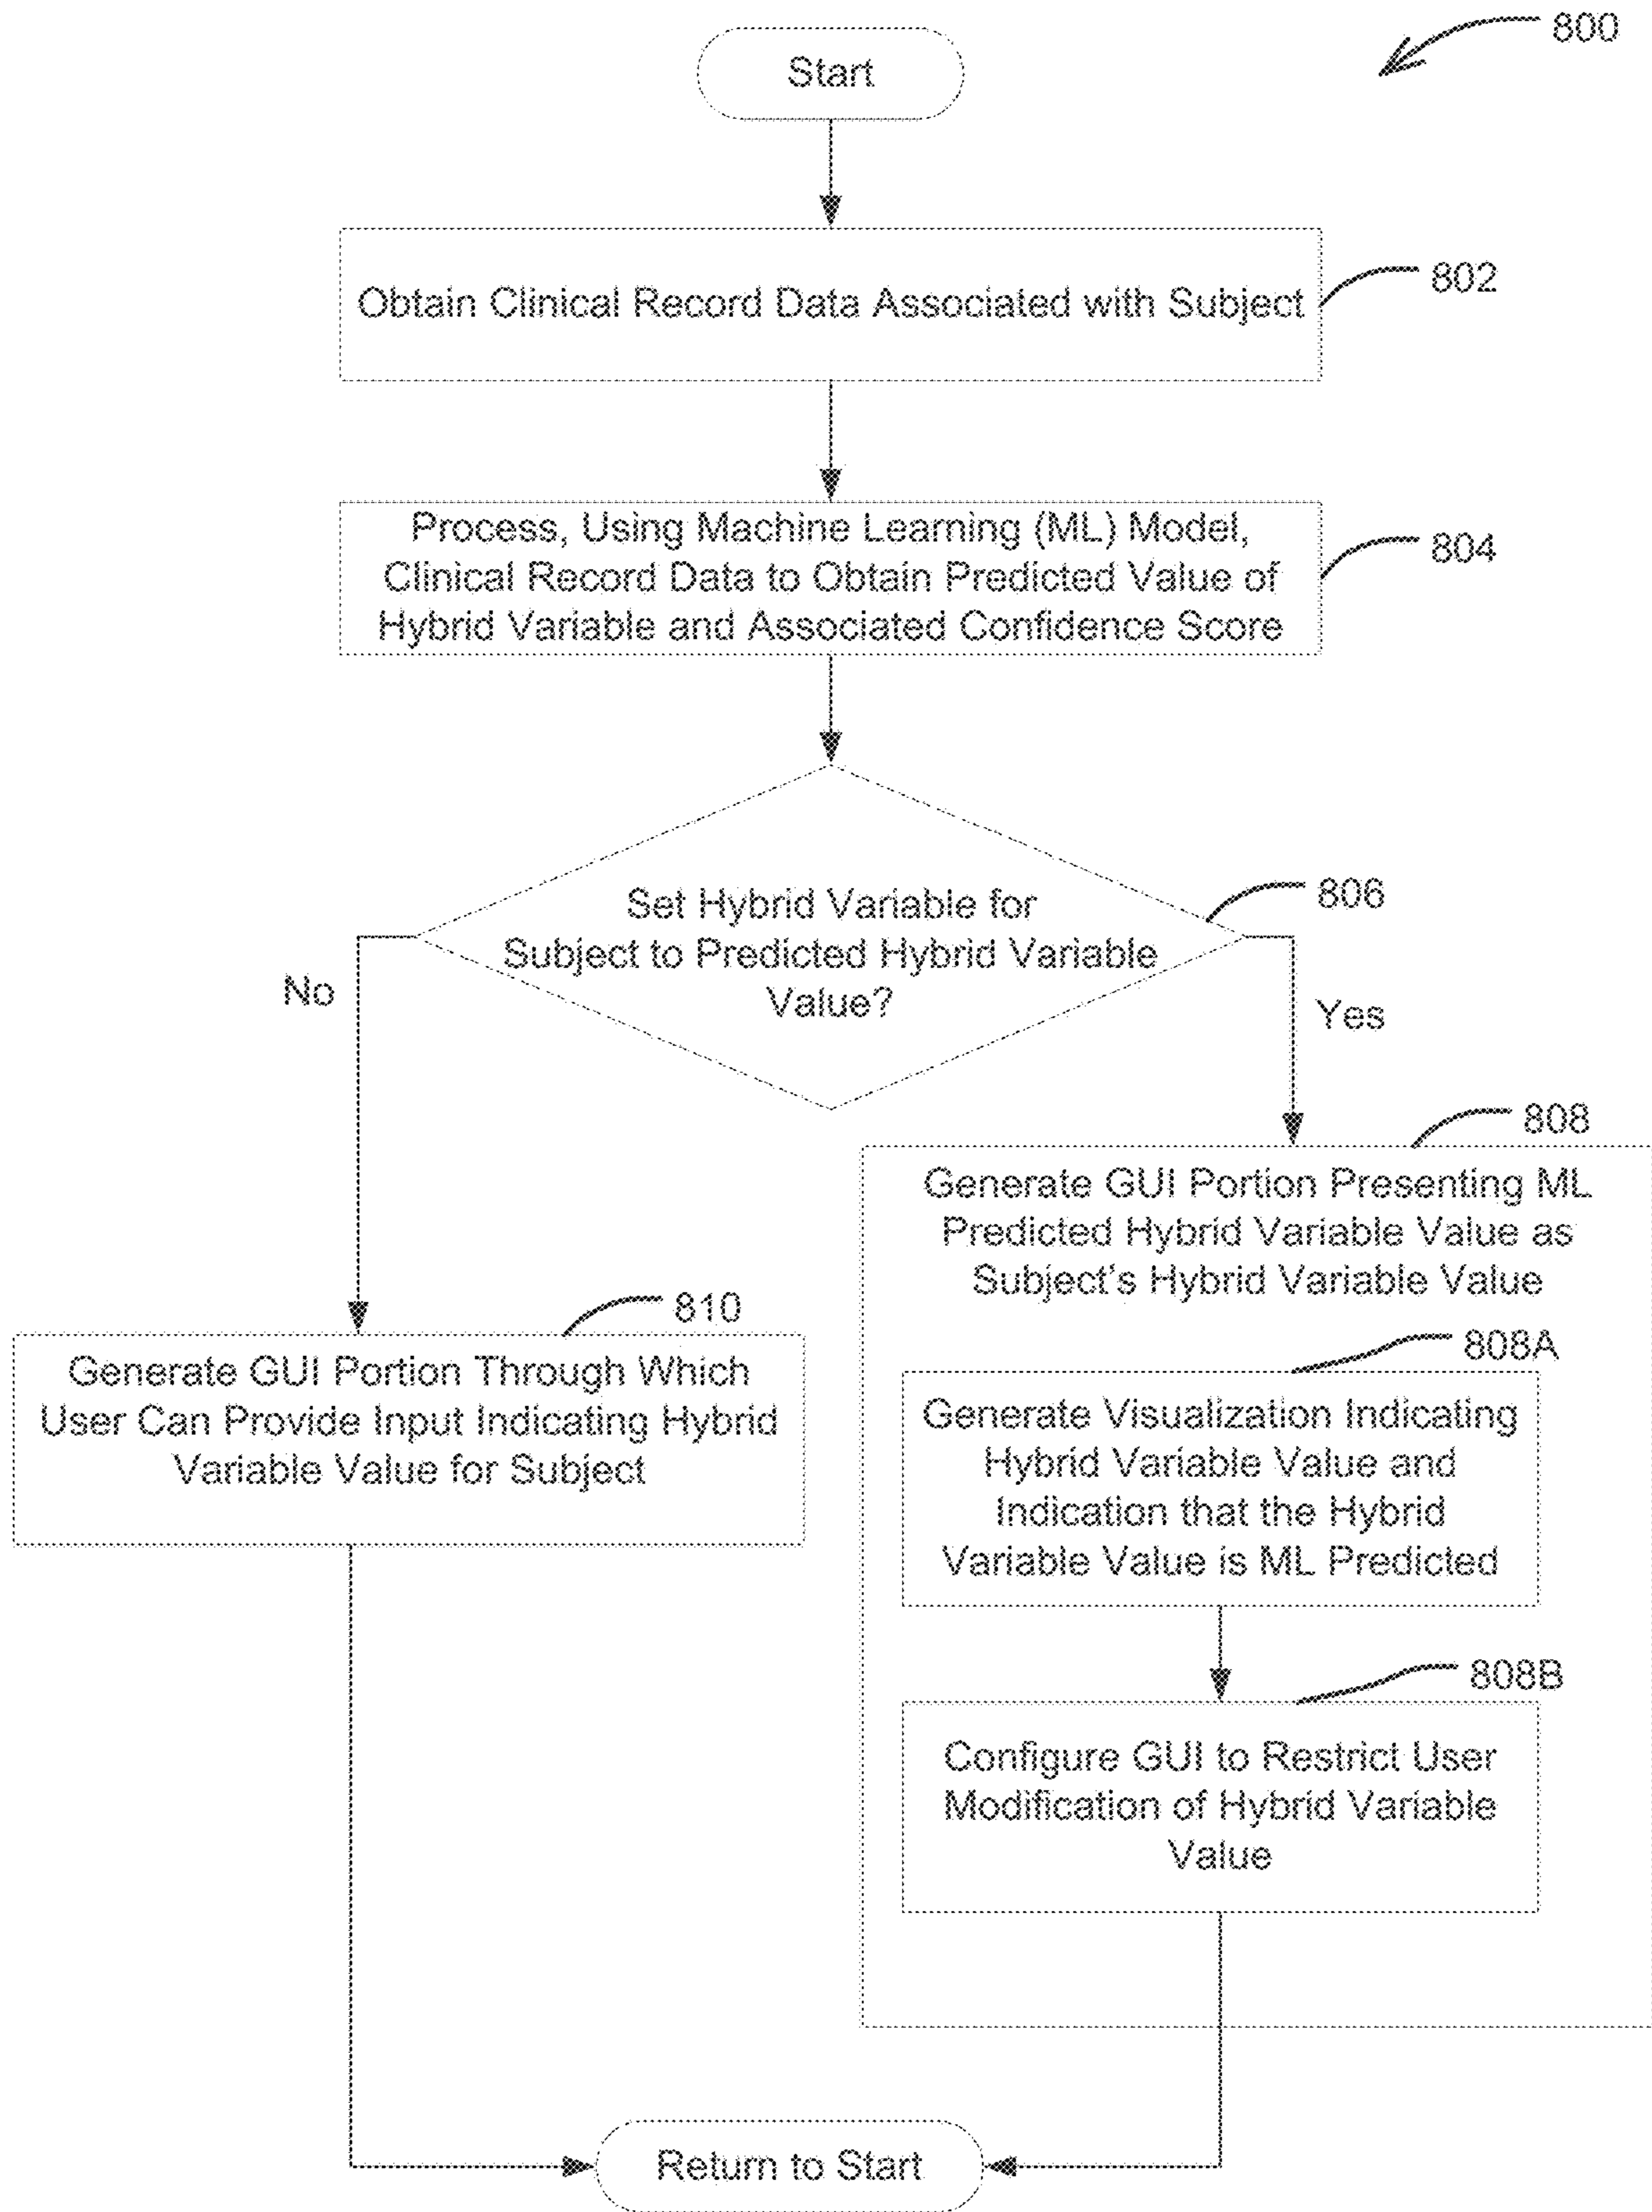 800
Start
Obtain Clinical Record Data Associated with Subject
802
Process, Using Machine Learning (ML) Model,
Clinical Record Data to Obtain Predicted Value of
Hybrid Variable and Associated Confidence Score
804
Set Hybrid Variable for
Subject to Predicted Hybrid Variable
Value?
806
No
Yes
808
Generate GUI Portion Presenting ML
Predicted Hybrid Variable Value as
Subject's Hybrid Variable Value
810
Generate GUI Portion Through Which
User Can Provide Input Indicating Hybrid
Variable Value for Subject
808A
Generate Visualization Indicating
Hybrid Variable Value and
Indication that the Hybrid
Variable Value is ML Predicted
808B
Configure GUI to Restrict User
Modification of Hybrid Variable
Value
Return to Start